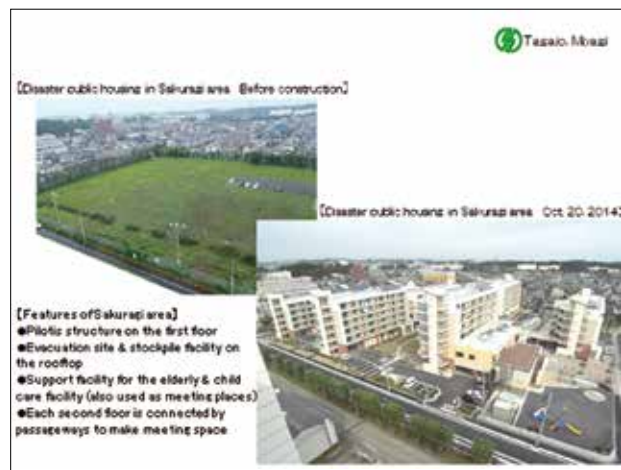 Tagajo, Miyagi
【Disaster public housing in Sakuragi area (Before construction)】
【Disaster public housing in Sakuragi area Oct. 20, 2014】
【Features of Sakuragi area】
●Pilotis structure on the first floor
●Evacuation site & stockpile facility on
the rooftop
●Support facility for the elderly & child
care facility (also used as meeting places)
●Each second floor is connected by
passageways to make meeting space